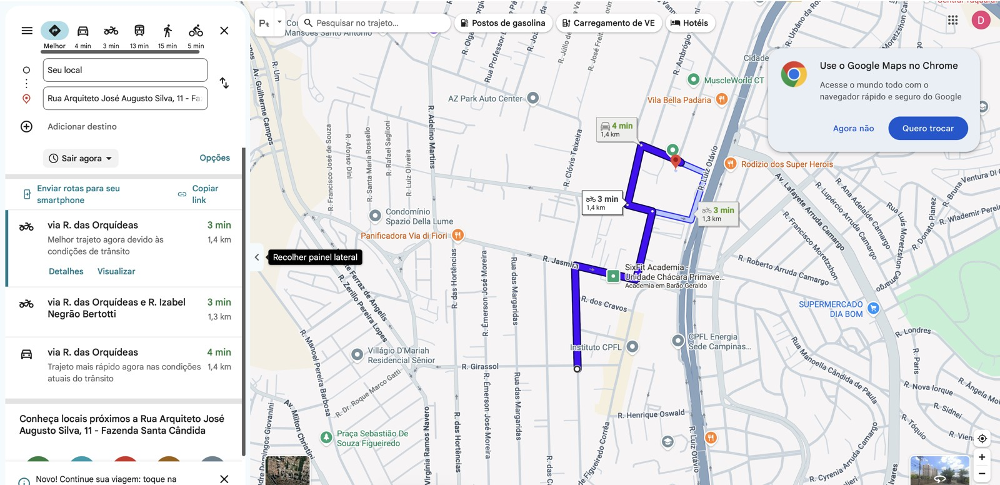 Melhor
4 min
3 min
13 min
15 min
5 min
Seu local
Rua Arquiteto José Augusto Silva, 11 - Fa
Adicionar destino
Sair agora
Opções
Enviar rotas para seu
smartphone
Copiar
link
via R. das Orquídeas
3 min
Melhor trajeto agora devido às
condições de trânsito
1,4 km
Detalhes
Visualizar
via R. das Orquídeas e R. Izabel
Negrão Bertotti
3 min
1,3 km
via R. das Orquídeas
4 min
Trajeto mais rápido agora nas condições
atuais do trânsito
1,4 km
Conheça locais próximos a Rua Arquiteto José
Augusto Silva, 11 - Fazenda Santa Cândida
Novo! Continue sua viagem: toque na
Recolher painel lateral
Pesquisar no trajeto...
Postos de gasolina
Carregamento de VE
Hotéis
D
Use o Google Maps no Chrome
Acesse o mundo todo com o
navegador rápido e seguro do Google
Agora não
Quero trocar
Mansões Santo Antônio
R. Um
Av. Guilherme Campos
R. Adelino Martins
R. Francisco José de Souza
R. Afonso Dini
R. Santa Maria Rossello
R. Rafael Saglioni
R. Luiz Oliveira
R. Clóvis Teixeira
R. Ambrógio
Cidade
MuscleWorld CT
Vila Bella Padaria
AZ Park Auto Center
4 min
1,4 km
3 min
1,4 km
3 min
1,3 km
R. Luiz Otávio
Rodizio dos Super Herois
Condomínio
Spazio Della Lume
Panificadora Via di Fiori
R. Jasmim
SixFit Academia -
Unidade Chácara Primave...
Academia em Barão Geraldo
R. dos Cravos
Instituto CPFL
CPFL Energia
Sede Campinas...
SUPERMERCADO
DIA BOM
Av. Lafayete Arruda Camargo
R. Lupércio Arruda Camargo
R. Ana Adelaide Camargo
R. Francisco Moretzshon
R. Roberto Arruda Camargo
Rua Luís Moretzshon Camargo
R. Donato Planez
R. Bruna Ventura Di
R. Wlademir Pereira
R. Londres
R. Paris
R. Nova Iorque
R. Sidnei
R. Tóquio
R. Vien
R. Ângela Mo
Rua Manoella Cândida de Paula
R. Cyrenia Arruda Camargo
R. Henrique Oswald
R. Luiz Otávio
R. Girassol
R. das Hortências
R. Émerson José Moreira
Rua das Margaridas
R. das Hortências
R. Émerson José Moreira
Rua das Margaridas
R. Zerillo Pereira Lopes
Ferraz de Angelis
R. Manoel Pereira Barbosa
R. Dr. Roque Marco Gatti
Villágio D'Mariah
Residencial Sênior
Praça Sebastião De
Souza Figueiredo
Av. Milton Christini
Virgínia Ramos Navero
de Figueiredo Corrêa